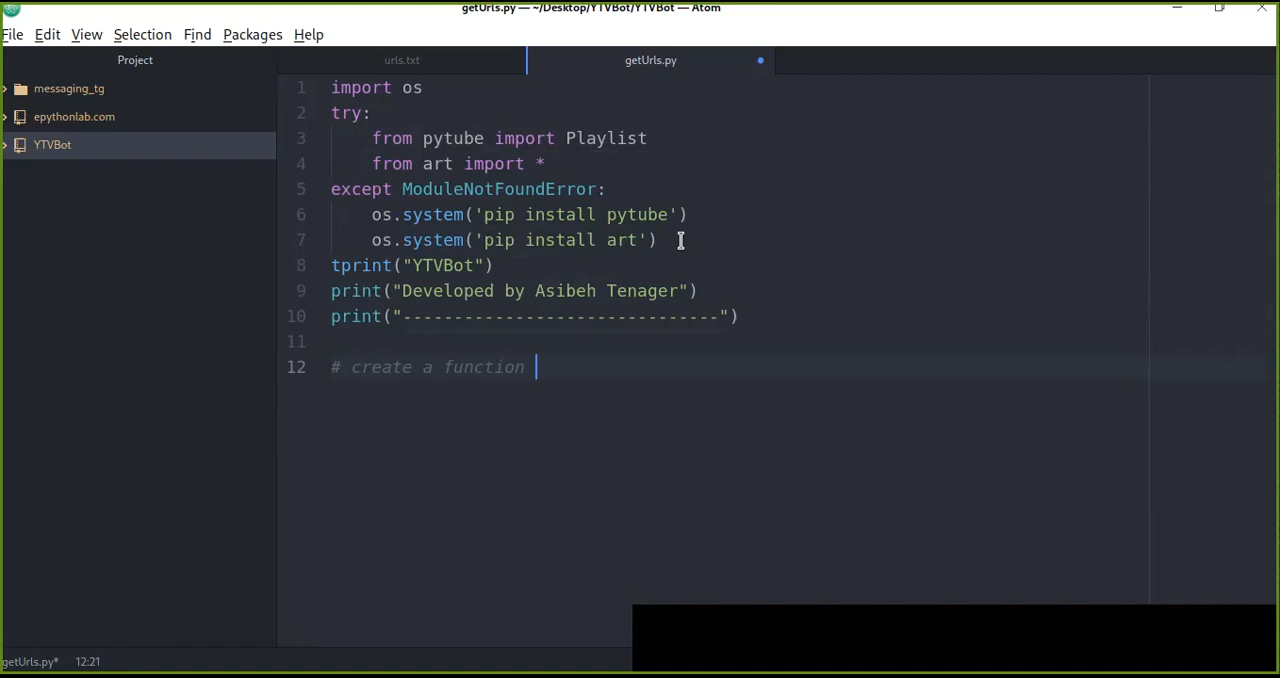 getUrls.py — ~/Desktop/YTVBot/YTVBot — Atom
File Edit View Selection Find Packages Help
Project
urls.txt
getUrls.py
messaging_tg
epythonlab.com
YTVBot
1 import os
2 try:
3     from pytube import Playlist
4     from art import *
5 except ModuleNotFoundError:
6     os.system('pip install pytube')
7     os.system('pip install art')
8 tprint("YTVBot")
9 print("Developed by Asibeh Tenager")
10 print("-------------------------------")
11
12 # create a function
getUrls.py* 12:21